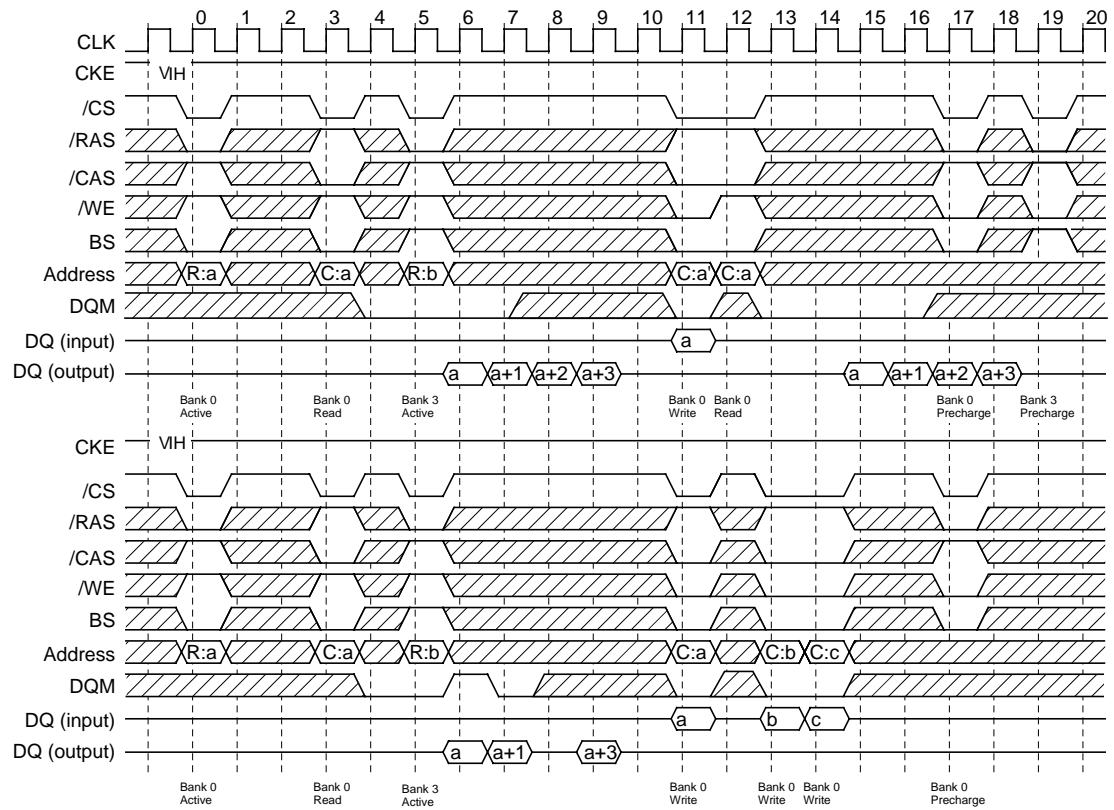 0 1 2 3 4 5 6 7 8 9 10 11 12 13 14 15 16 17 18 19 20
CLK
CKE VIH
/CS
/RAS
/CAS
/WE
BS
Address R:a C:a R:b C:a' C:a
DQM
DQ (input) a
DQ (output) a a+1 a+2 a+3 a a+1 a+2 a+3
Bank 0 Bank 0 Bank 3 Bank 0 Bank 0 Bank 0 Bank 3
Active Read Active Write Read Precharge Precharge
CKE VIH
/CS
/RAS
/CAS
/WE
BS
Address R:a C:a R:b C:a C:b C:c
DQM
DQ (input) a b c
DQ (output) a a+1 a+3
Bank 0 Bank 0 Bank 3 Bank 0 Bank 0 Bank 0 Bank 0
Active Read Active Write Write Write Precharge